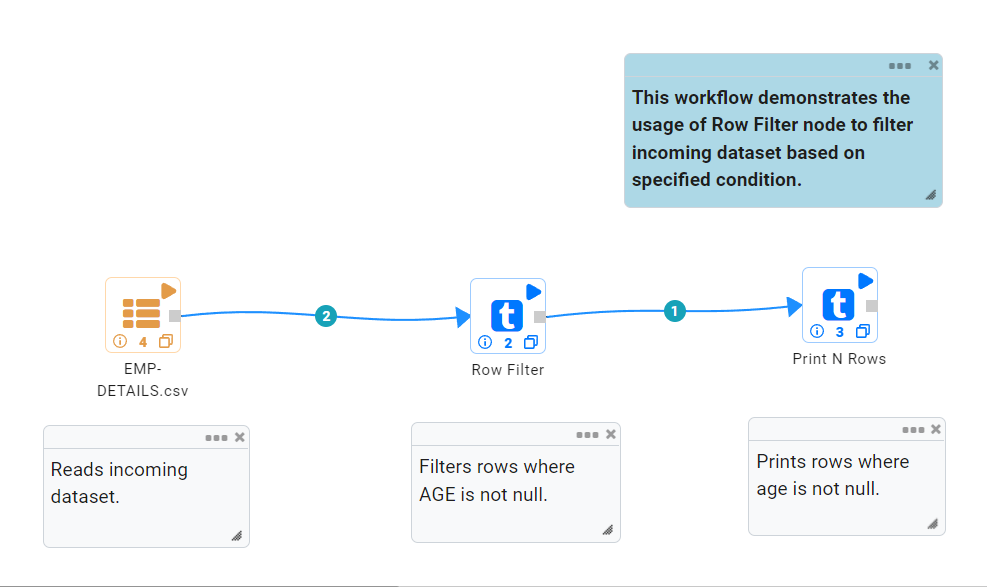 This workflow demonstrates the
usage of Row Filter node to filter
incoming dataset based on
specified condition.
2
1
t
t
4
2
3
EMP-
DETAILS.csv
Row Filter
Print N Rows
Reads incoming
dataset.
Filters rows where
AGE is not null.
Prints rows where
age is not null.